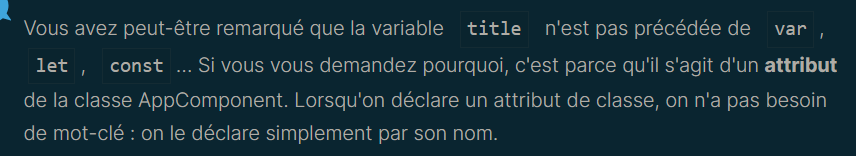 Vous avez peut-être remarqué que la variable title n'est pas précédée de var ,
let , const ... Si vous vous demandez pourquoi, c'est parce qu'il s'agit d'un attribut
de la classe AppComponent. Lorsqu'on déclare un attribut de classe, on n'a pas besoin
de mot-clé : on le déclare simplement par son nom.